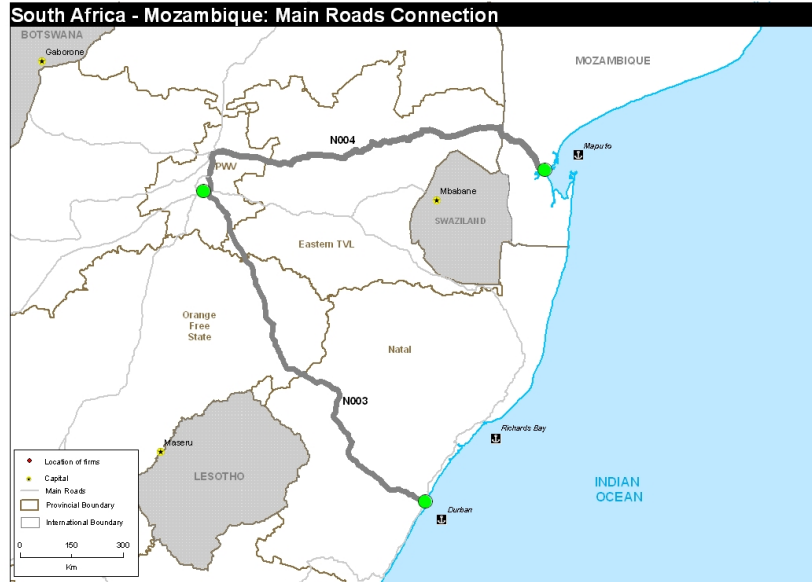 South Africa - Mozambique: Main Roads Connection
BOTSWANA
Gaborone
MOZAMBIQUE
N004
Maputo
PWV
Mbabane
SWAZILAND
Eastern TVL
Orange
Free
State
Natal
N003
Richards Bay
Maseru
LESOTHO
INDIAN
OCEAN
Durban
Location of firms
Capital
Main Roads
Provincial Boundary
International Boundary
0 150 300
Km